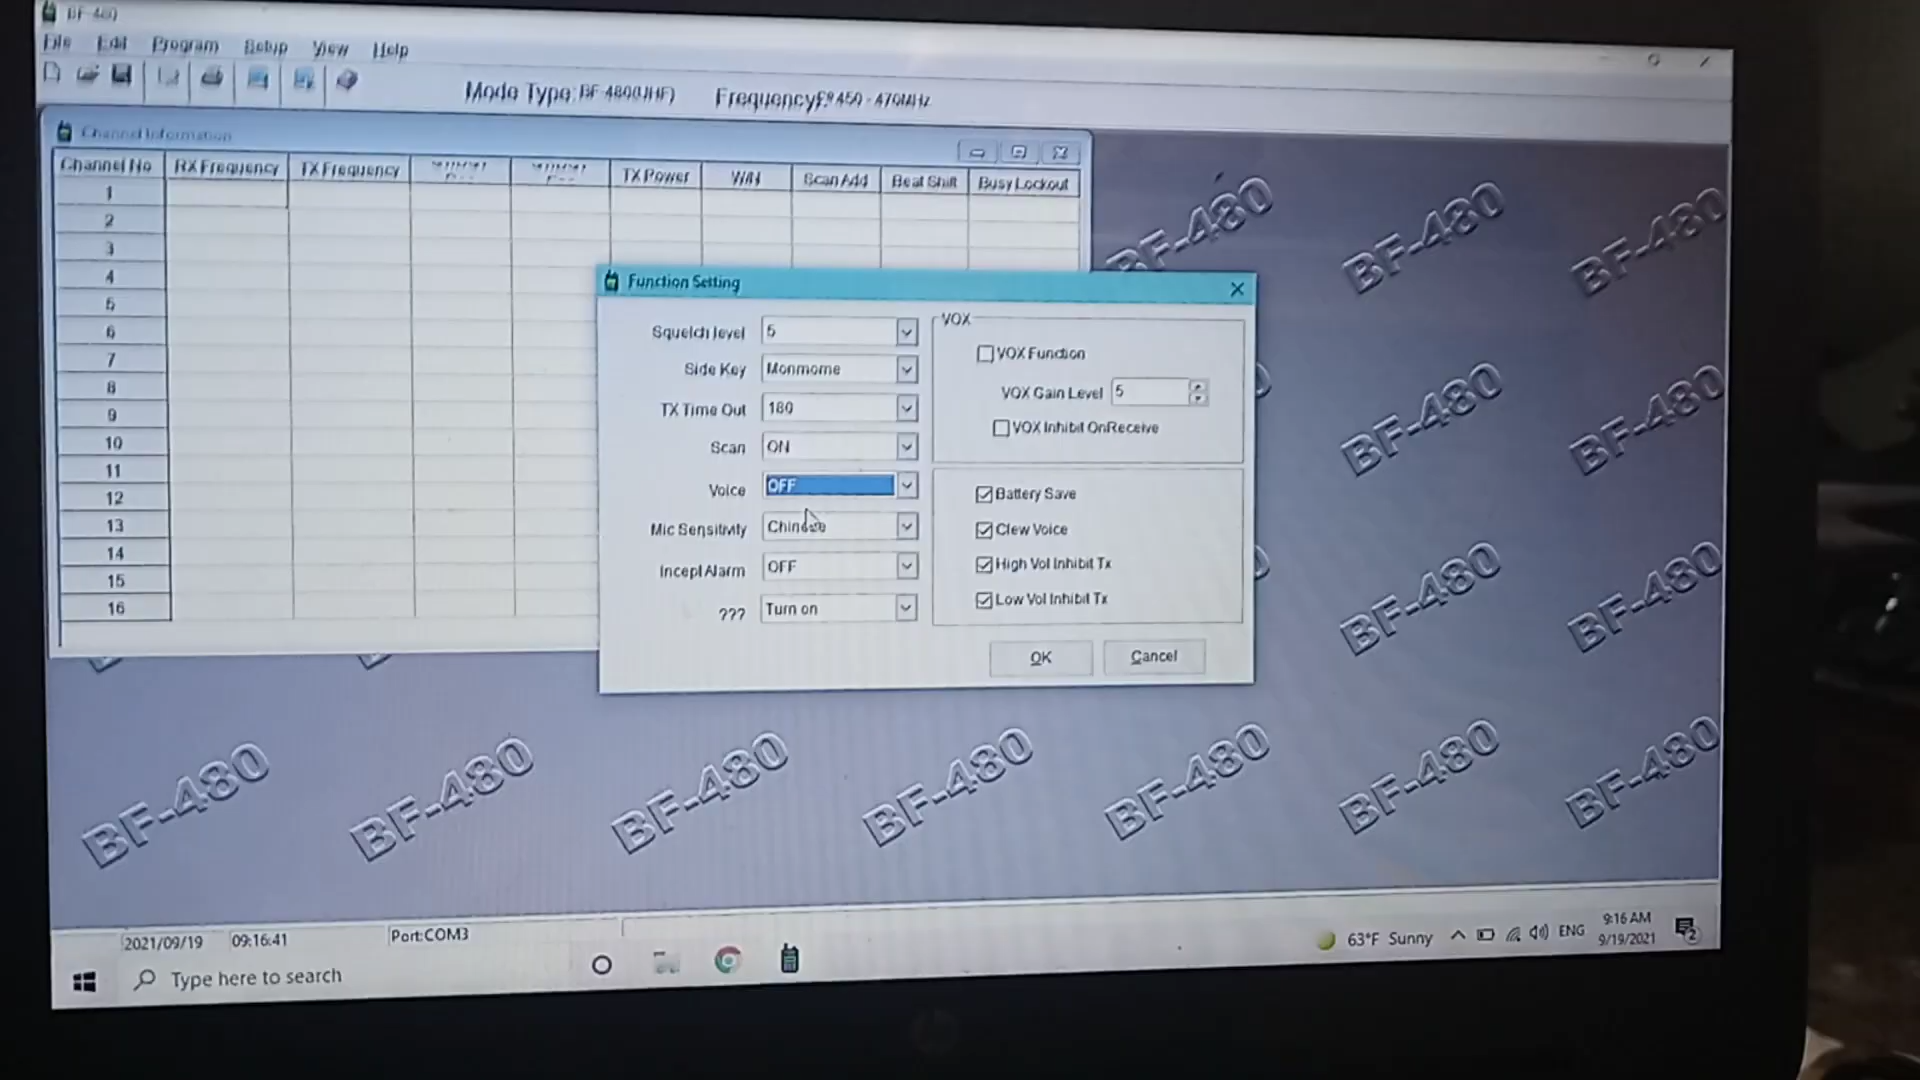 BF-480
File Edit Program Setup View Help
Mode Type: BF-480(UHF) Frequency 450 - 470MHz
Channel Information
Channel No RX Frequency TX Frequency TX Power W/N Scan Add Beat Shift Busy Lockout
1
2
3
4
5
6
7
8
9
10
11
12
13
14
15
16
Function Setting
Squelch level 5
Side Key Monmome
TX Time Out 180
Scan ON
Voice OFF
Mic Sensitivity Chinese
Incept Alarm OFF
??? Turn on
VOX
VOX Function
VOX Gain Level 5
VOX Inhibit OnReceive
Battery Save
Clew Voice
High Vol Inhibit Tx
Low Vol Inhibit Tx
OK Cancel
BF-480 BF-480 BF-480
BF-480 BF-480
BF-480 BF-480
BF-480 BF-480 BF-480 BF-480 BF-480 BF-480 BF-480
2021/09/19 09:16:41 Port:COM3
Type here to search
63°F Sunny ENG
9:16 AM
9/19/2021
2